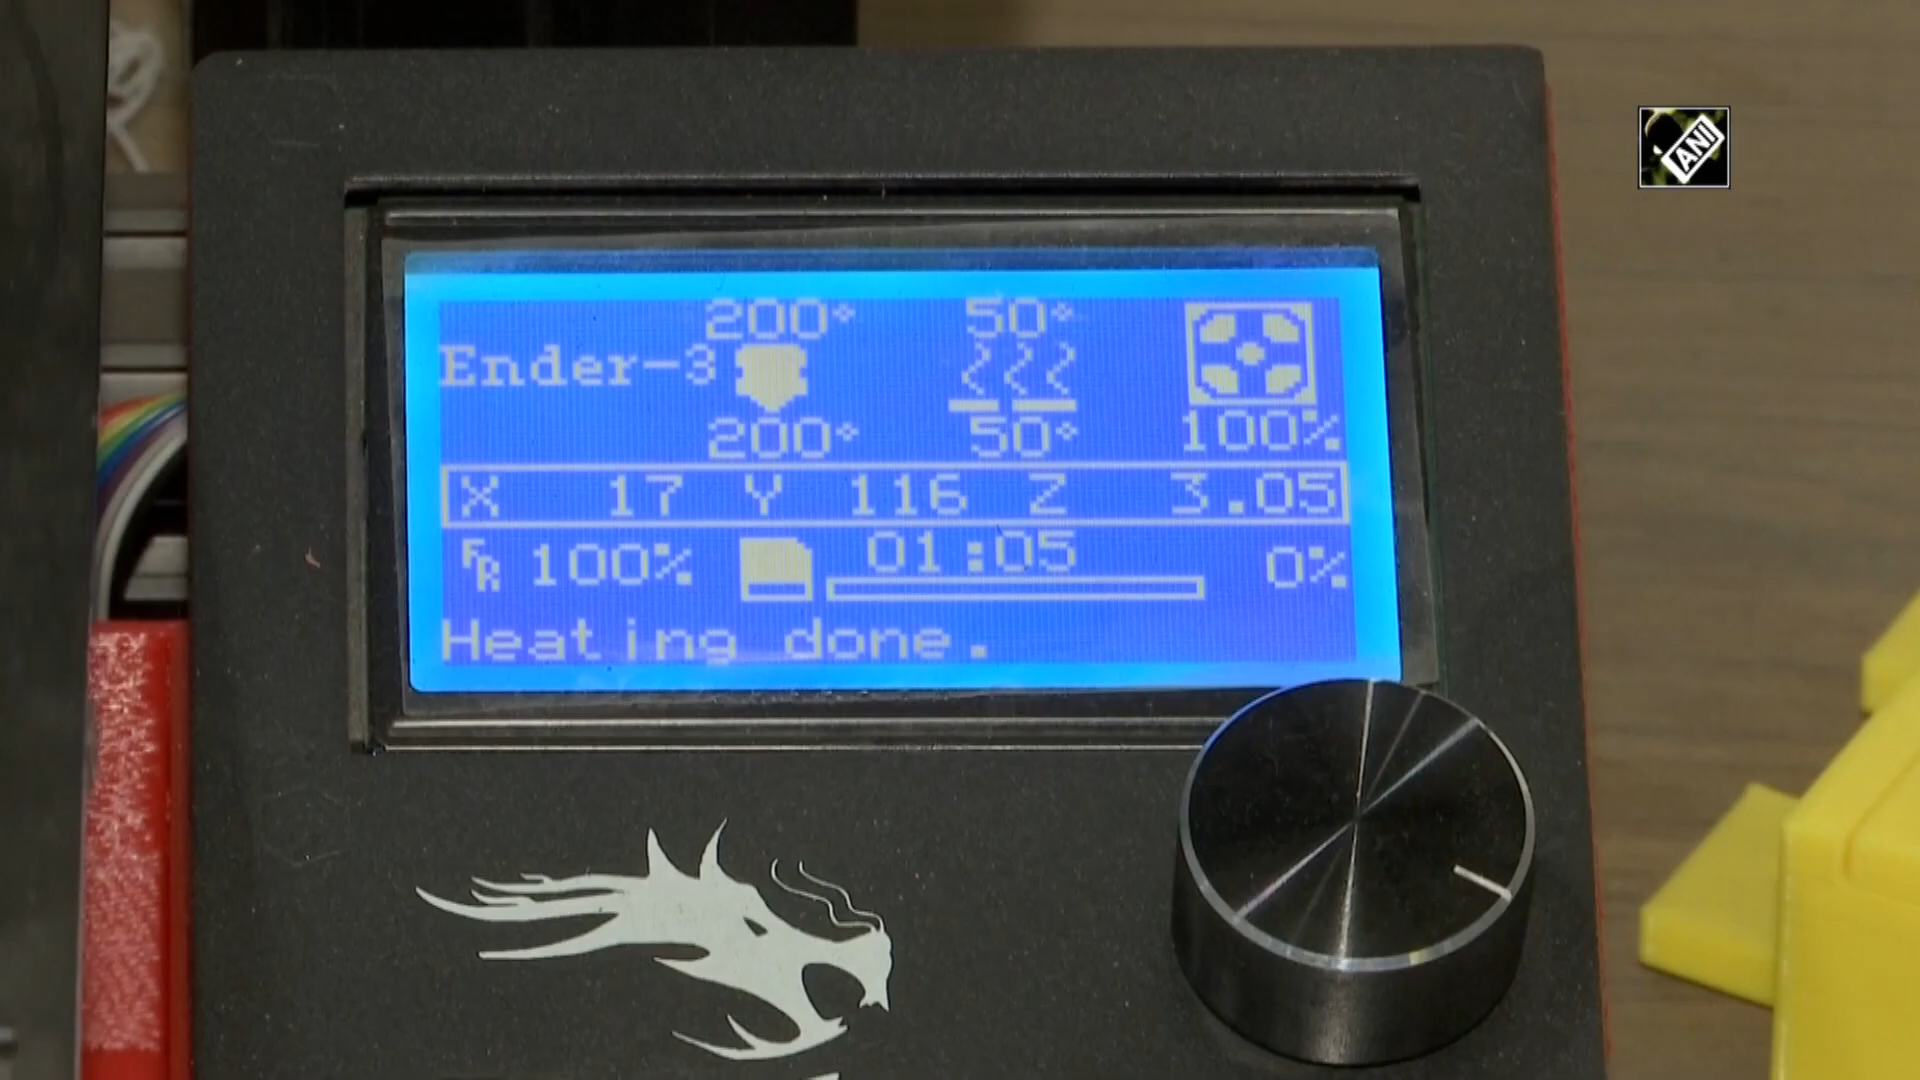 200° 50°
Ender-3
200° 50° 100%
X 17 Y 116 Z 3.05
FR 100% 01:05 0%
Heating done.
ANI